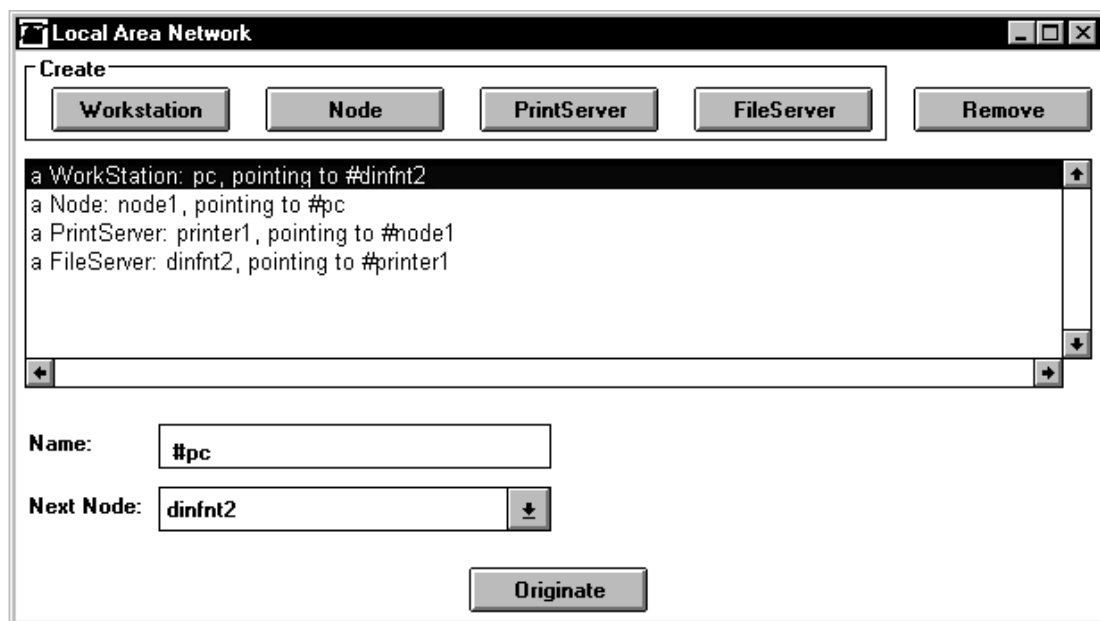 Local Area Network
Create
Workstation Node PrintServer FileServer Remove
a WorkStation: pc, pointing to #dinfnt2
a Node: node1, pointing to #pc
a PrintServer: printer1, pointing to #node1
a FileServer: dinfnt2, pointing to #printer1
Name: #pc
Next Node: dinfnt2
Originate